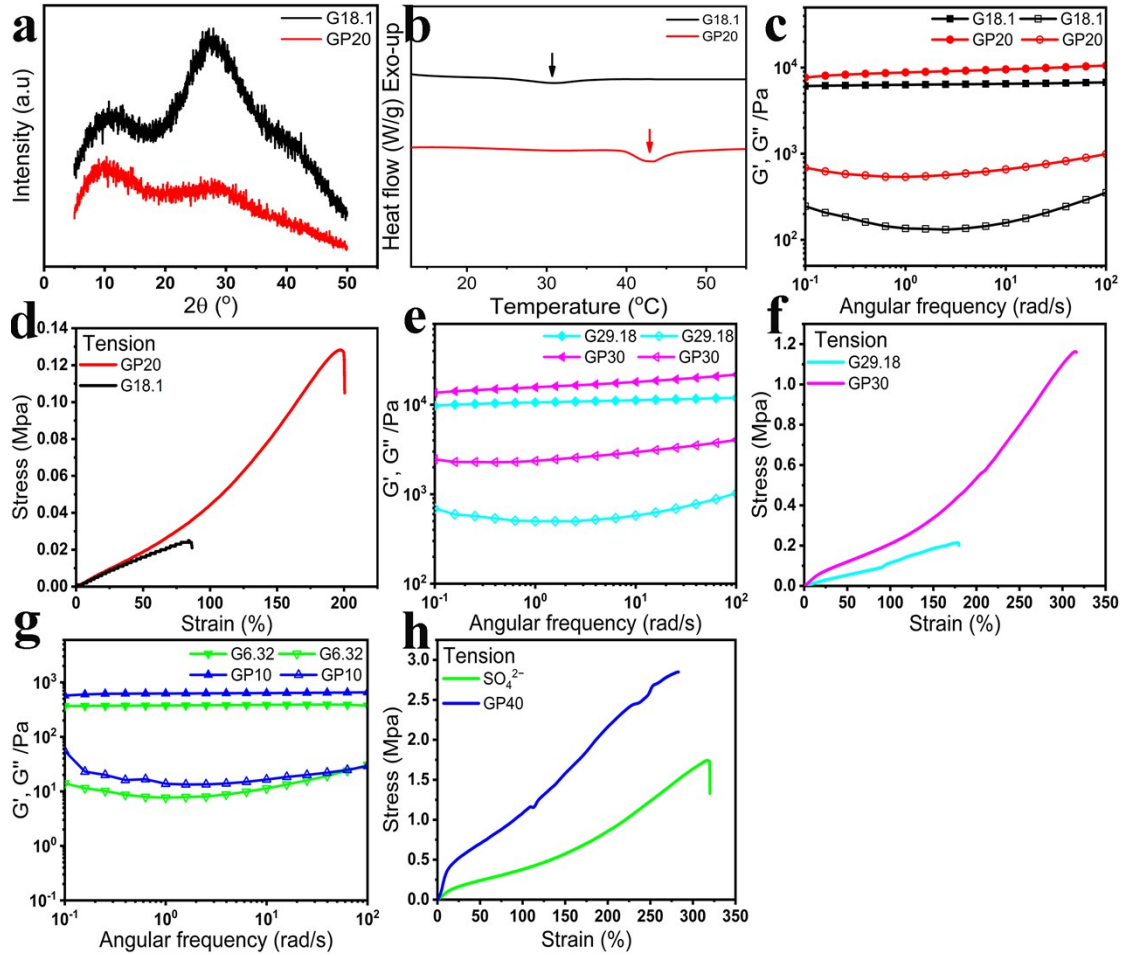 a
G18.1
GP20
Intensity (a.u)
0 10 20 30 40 50
2θ (°)
b
G18.1
GP20
Heat flow (W/g) Exo-up
20 30 40 50
Temperature (°C)
c
G18.1 G18.1
GP20 GP20
G', G'' /Pa
10⁴
10³
10²
10⁻¹ 10⁰ 10¹ 10²
Angular frequency (rad/s)
d
Tension
GP20
G18.1
Stress (Mpa)
0.14
0.12
0.10
0.08
0.06
0.04
0.02
0.00
0 50 100 150 200
Strain (%)
e
G29.18 G29.18
GP30 GP30
G', G'' /Pa
10⁴
10³
10²
10⁻¹ 10⁰ 10¹ 10²
Angular frequency (rad/s)
f
Tension
G29.18
GP30
Stress (Mpa)
1.2
1.0
0.8
0.6
0.4
0.2
0.0
0 50 100 150 200 250 300 350
Strain (%)
g
G6.32 G6.32
GP10 GP10
G', G'' /Pa
10³
10²
10¹
10⁰
10⁻¹
10⁻¹ 10⁰ 10¹ 10²
Angular frequency (rad/s)
h
Tension
SO₄²⁻
GP40
Stress (Mpa)
3.0
2.5
2.0
1.5
1.0
0.5
0.0
0 50 100 150 200 250 300 350
Strain (%)